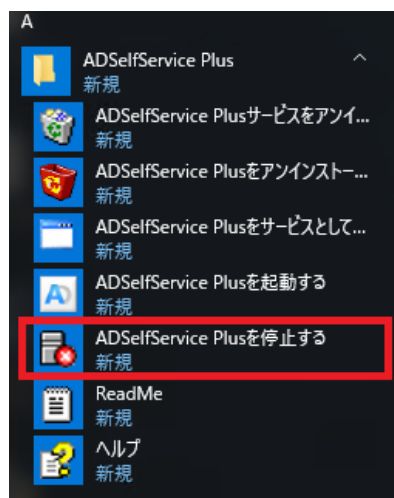 A
ADSelfService Plus
新規
ADSelfService Plusサービスをアンイ...
新規
ADSelfService Plusをアンインストー...
新規
ADSelfService Plusをサービスとして...
新規
ADSelfService Plusを起動する
新規
ADSelfService Plusを停止する
新規
ReadMe
新規
ヘルプ
新規